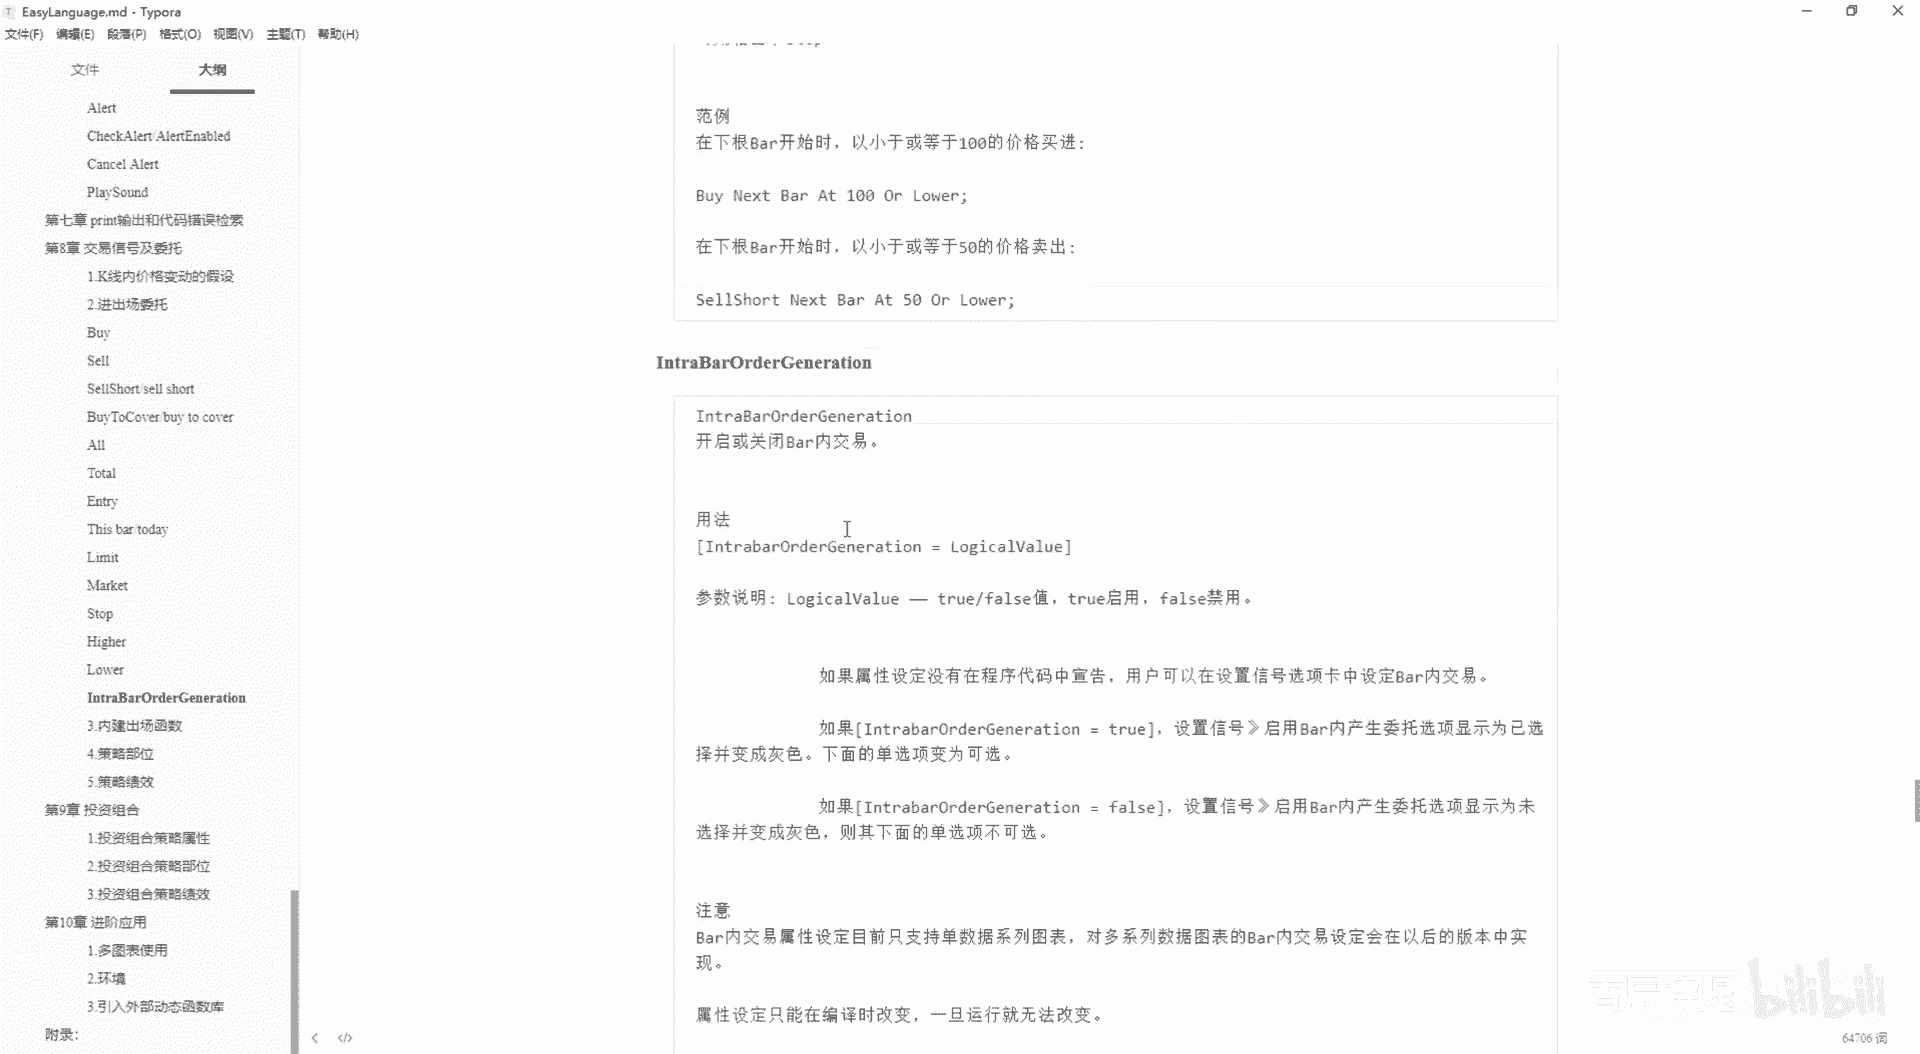 EasyLanguage.md - Typora
文件(F) 编辑(E) 段落(P) 格式(O) 视图(V) 主题(T) 帮助(H)
文件 大纲
Alert
CheckAlert/AlertEnabled
Cancel Alert
PlaySound
第七章 print输出和代码错误检索
第8章 交易信号及委托
1.K线内价格变动的假设
2.进出场委托
Buy
Sell
SellShort/sell short
BuyToCover/buy to cover
All
Total
Entry
This bar/today
Limit
Market
Stop
Higher
Lower
IntraBarOrderGeneration
3.内建出场函数
4.策略部位
5.策略绩效
第9章 投资组合
1.投资组合策略属性
2.投资组合策略部位
3.投资组合策略绩效
第10章 进阶应用
1.多图表使用
2.环境
3.引入外部动态函数库
附录:
范例
在下根Bar开始时，以小于或等于100的价格买进:
Buy Next Bar At 100 Or Lower;
在下根Bar开始时，以小于或等于50的价格卖出:
SellShort Next Bar At 50 Or Lower;
IntraBarOrderGeneration
IntraBarOrderGeneration
开启或关闭Bar内交易。
用法
[IntrabarOrderGeneration = LogicalValue]
参数说明: LogicalValue —— true/false值，true启用，false禁用。
如果属性设定没有在程序代码中宣告，用户可以在设置信号选项卡中设定Bar内交易。
如果[IntrabarOrderGeneration = true]，设置信号》启用Bar内产生委托选项显示为已选
择并变成灰色。下面的单选项变为可选。
如果[IntrabarOrderGeneration = false]，设置信号》启用Bar内产生委托选项显示为未
选择并变成灰色，则其下面的单选项不可选。
注意
Bar内交易属性设定目前只支持单数据系列图表，对多系列数据图表的Bar内交易设定会在以后的版本中实
现。
属性设定只能在编译时改变，一旦运行就无法改变。
bilibili
64706 词